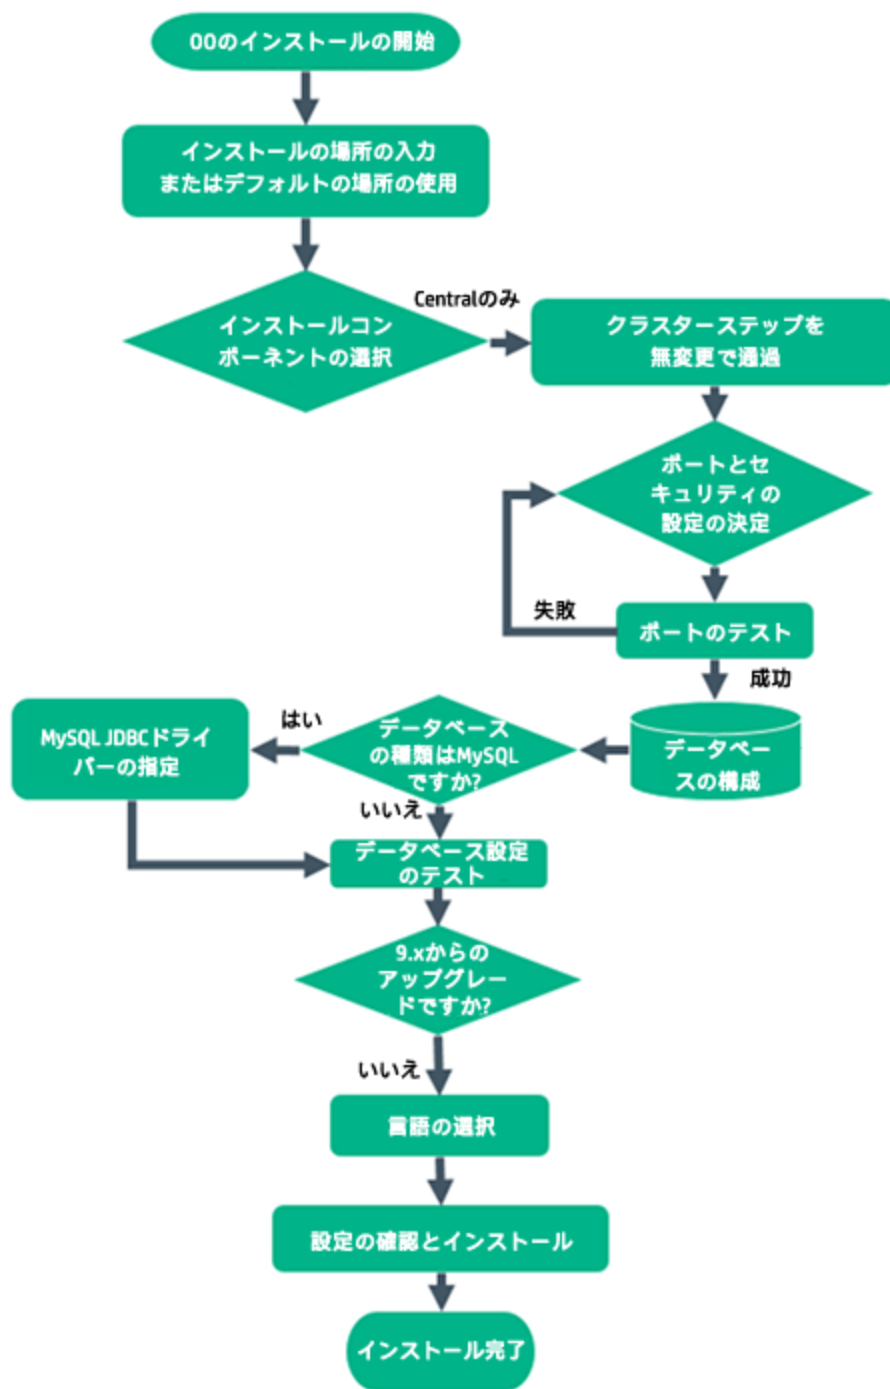 OOのインストールの開始
インストールの場所の入力
またはデフォルトの場所の使用
Centralのみ
インストールコン
ポーネントの選択
クラスターステップを
無変更で通過
ポートとセ
キュリティの
設定の決定
失敗
ポートのテスト
成功
データベー
スの構成
データベース
の種類はMySQL
ですか?
はい
MySQL JDBCドライ
バーの指定
いいえ
データベース設定
のテスト
9.xからの
アップグレー
ドですか?
いいえ
言語の選択
設定の確認とインストール
インストール完了